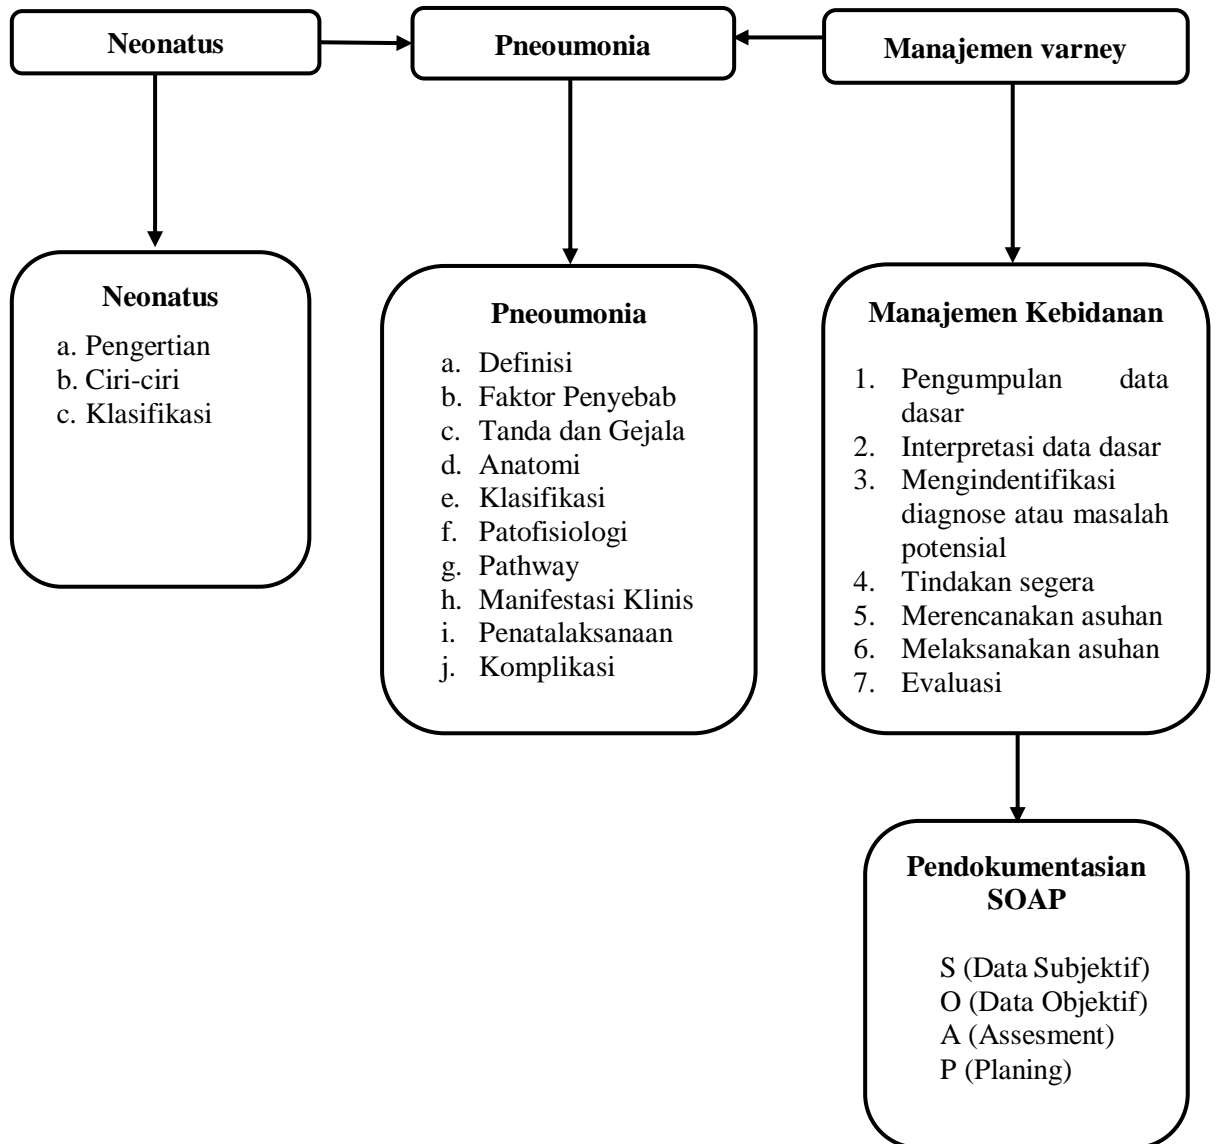 Neonatus
Pneoumonia
Manajemen varney
Neonatus
a. Pengertian
b. Ciri-ciri
c. Klasifikasi
Pneoumonia
a. Definisi
b. Faktor Penyebab
c. Tanda dan Gejala
d. Anatomi
e. Klasifikasi
f. Patofisiologi
g. Pathway
h. Manifestasi Klinis
i. Penatalaksanaan
j. Komplikasi
Manajemen Kebidanan
1. Pengumpulan data
dasar
2. Interpretasi data dasar
3. Mengindentifikasi
diagnose atau masalah
potensial
4. Tindakan segera
5. Merencanakan asuhan
6. Melaksanakan asuhan
7. Evaluasi
Pendokumentasian
SOAP
S (Data Subjektif)
O (Data Objektif)
A (Assesment)
P (Planing)